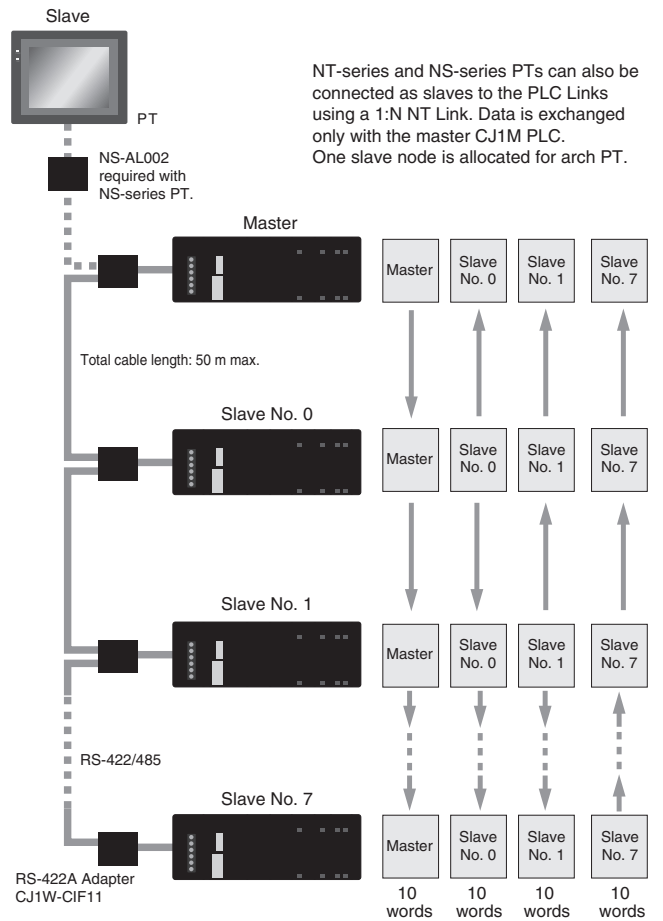 Slave
PT
NT-series and NS-series PTs can also be
connected as slaves to the PLC Links
using a 1:N NT Link. Data is exchanged
only with the master CJ1M PLC.
One slave node is allocated for arch PT.
NS-AL002
required with
NS-series PT.
Master
Master
Slave
No. 0
Slave
No. 1
Slave
No. 7
Total cable length: 50 m max.
Slave No. 0
Master
Slave
No. 0
Slave
No. 1
Slave
No. 7
Slave No. 1
Master
Slave
No. 0
Slave
No. 1
Slave
No. 7
RS-422/485
Slave No. 7
Master
Slave
No. 0
Slave
No. 1
Slave
No. 7
RS-422A Adapter
CJ1W-CIF11
10
words
10
words
10
words
10
words